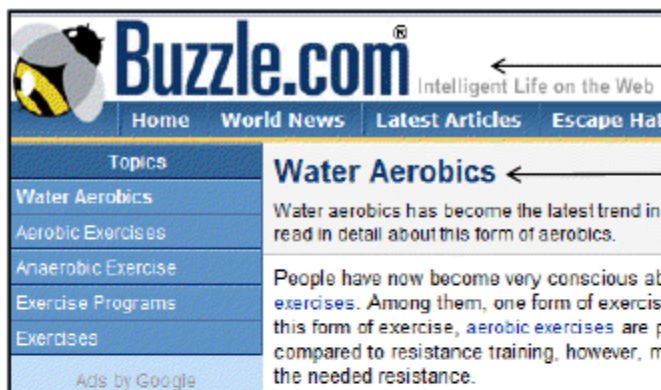 Buzzle.com®
Intelligent Life on the Web
Home World News Latest Articles Escape Hat
Topics
Water Aerobics
Aerobic Exercises
Anaerobic Exercise
Exercise Programs
Exercises
Ads by Google
Water Aerobics
Water aerobics has become the latest trend in
read in detail about this form of aerobics.
People have now become very conscious ab
exercises. Among them, one form of exercis
this form of exercise, aerobic exercises are p
compared to resistance training, however, m
the needed resistance.